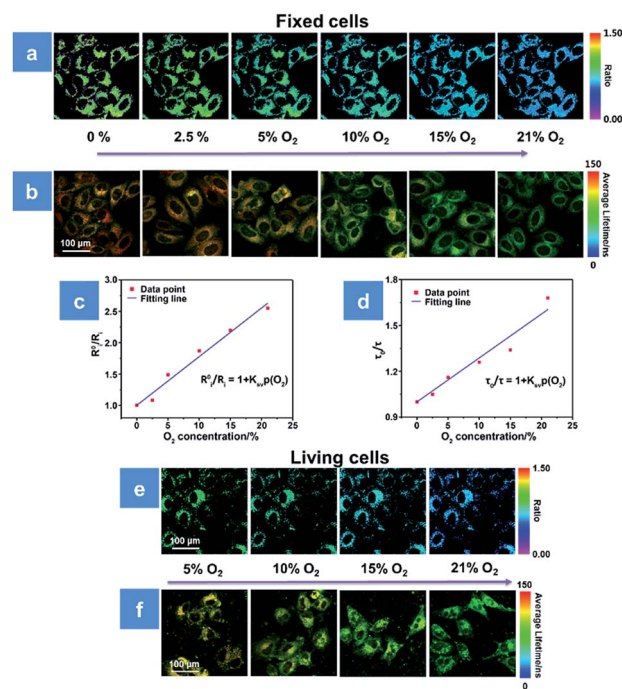 Fixed cells
a
1.50
Ratio
0.00
0 %
2.5 %
5% O₂
10% O₂
15% O₂
21% O₂
b
100 μm
150
Average Lifetime/ns
0
c
R⁰/Rᵢ
3.0
2.5
2.0
1.5
1.0
Data point
Fitting line
R⁰ᵢ/Rᵢ = 1+Kₛᵥp(O₂)
0 5 10 15 20 25
O₂ concentration/%
d
τ₀/τ
1.8
1.6
1.4
1.2
1.0
Data point
Fitting line
τ₀/τ = 1+Kₛᵥp(O₂)
0 5 10 15 20 25
O₂ concentration/%
Living cells
e
100 μm
1.50
Ratio
0.00
5% O₂
10% O₂
15% O₂
21% O₂
f
100 μm
150
Average Lifetime/ns
0